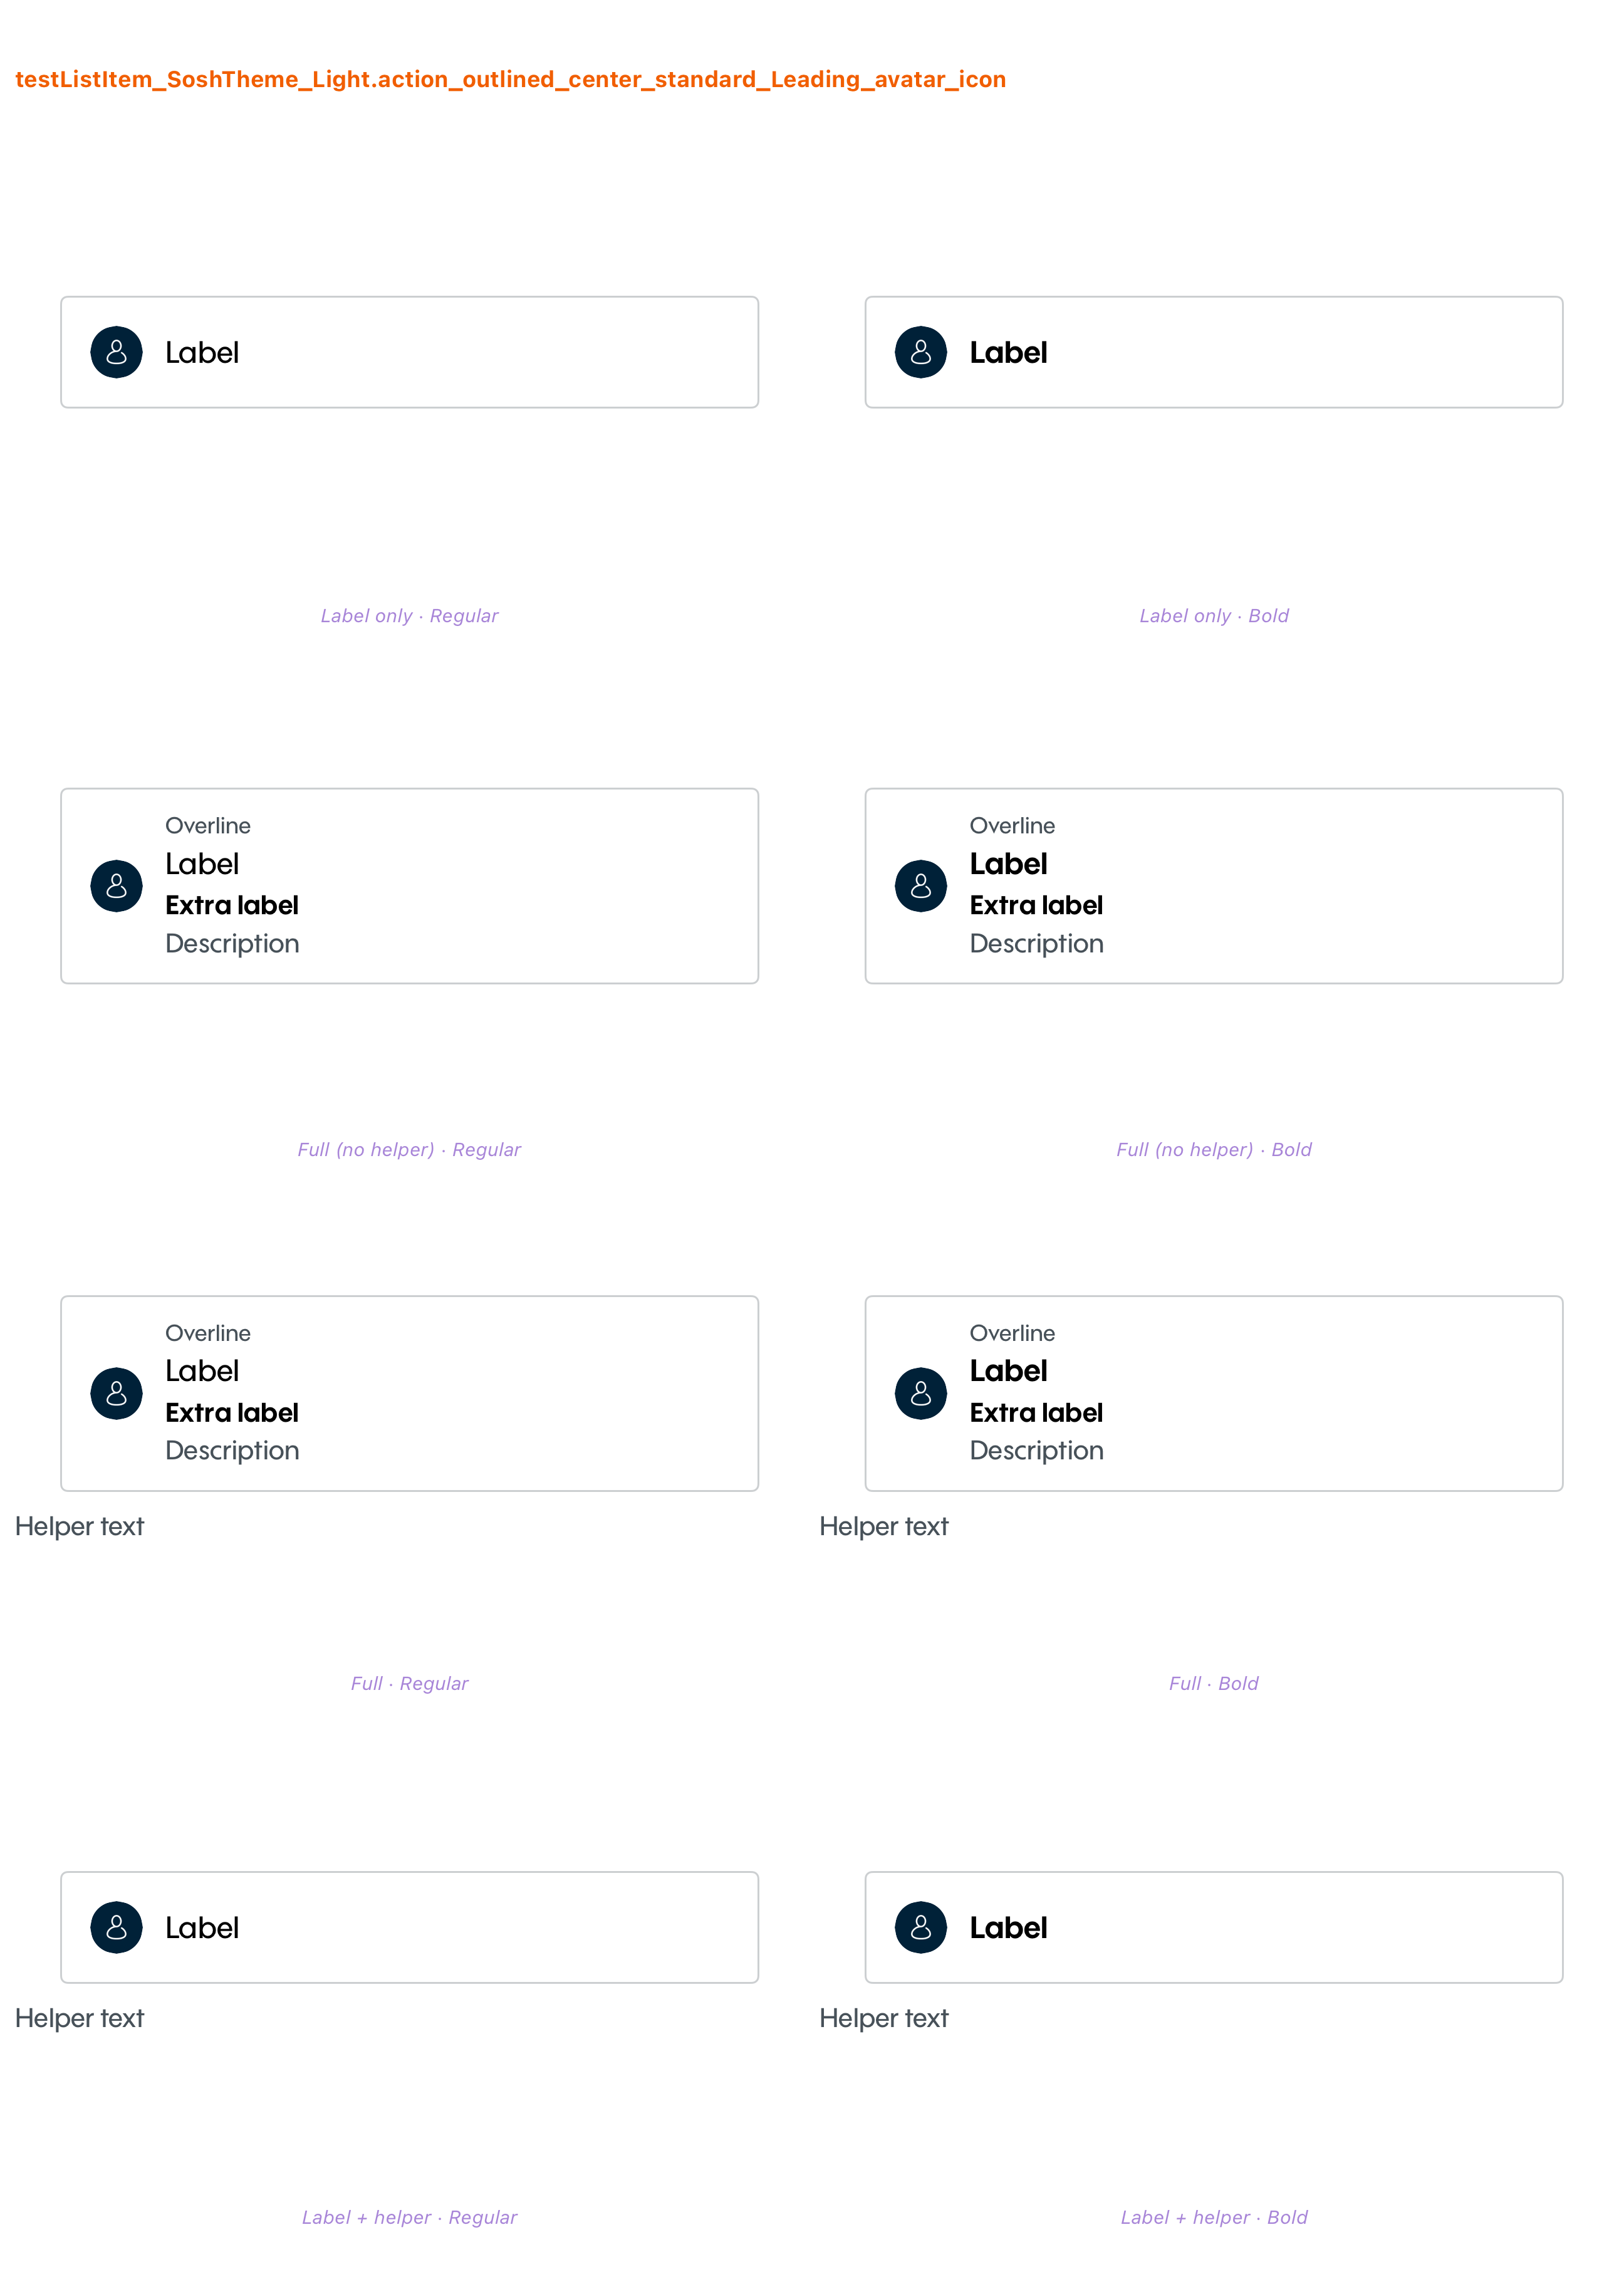 testListItem_SoshTheme_Light.action_outlined_center_standard_Leading_avatar_icon
Label
Label
Label only · Regular
Label only · Bold
Overline
Label
Extra label
Description
Overline
Label
Extra label
Description
Full (no helper) · Regular
Full (no helper) · Bold
Overline
Label
Extra label
Description
Helper text
Overline
Label
Extra label
Description
Helper text
Full · Regular
Full · Bold
Label
Helper text
Label
Helper text
Label + helper · Regular
Label + helper · Bold